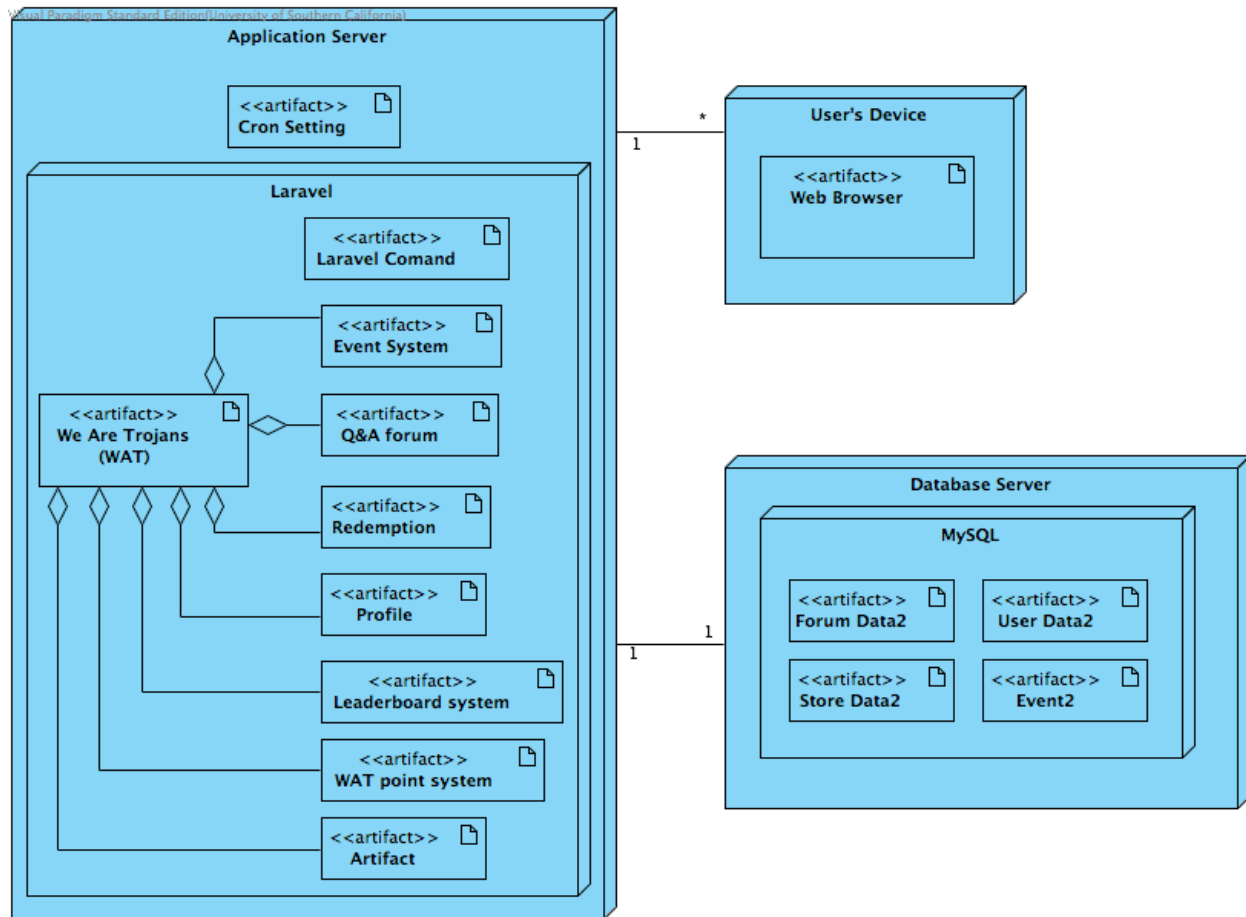 Visual Paradigm Standard Edition(University of Southern California)
Application Server
<<artifact>>
Cron Setting
Laravel
<<artifact>>
Laravel Comand
<<artifact>>
Event System
<<artifact>>
We Are Trojans
(WAT)
<<artifact>>
Q&A forum
<<artifact>>
Redemption
<<artifact>>
Profile
<<artifact>>
Leaderboard system
<<artifact>>
WAT point system
<<artifact>>
Artifact
1
*
User's Device
<<artifact>>
Web Browser
1
1
Database Server
MySQL
<<artifact>>
Forum Data2
<<artifact>>
User Data2
<<artifact>>
Store Data2
<<artifact>>
Event2